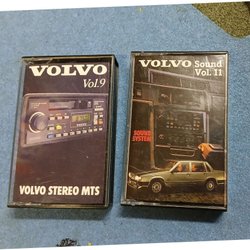 VOLVO
Vol.9
VOLVO STEREO MTS
VOLVO
Sound
Vol. 11
SOUND
SYSTEM